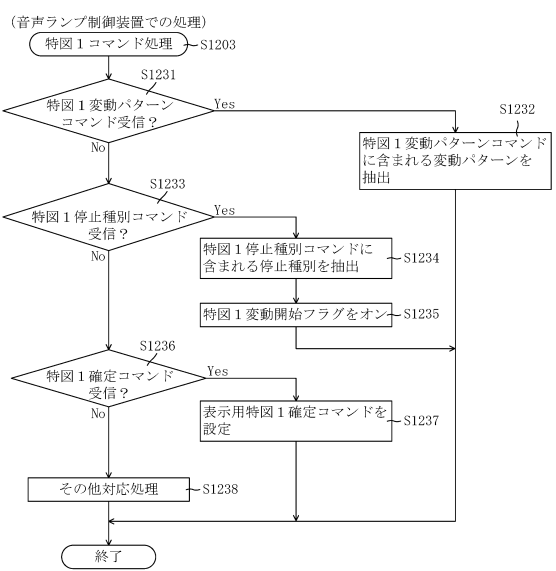 （音声ランプ制御装置での処理）
特図１コマンド処理
S1203
S1231
特図１変動パターン
コマンド受信？
Yes
No
S1232
特図１変動パターンコマンド
に含まれる変動パターンを
抽出
S1233
特図１停止種別コマンド
受信？
Yes
No
特図１停止種別コマンドに
含まれる停止種別を抽出
S1234
特図１変動開始フラグをオン
S1235
S1236
特図１確定コマンド
受信？
Yes
No
表示用特図１確定コマンドを
設定
S1237
その他対応処理
S1238
終了